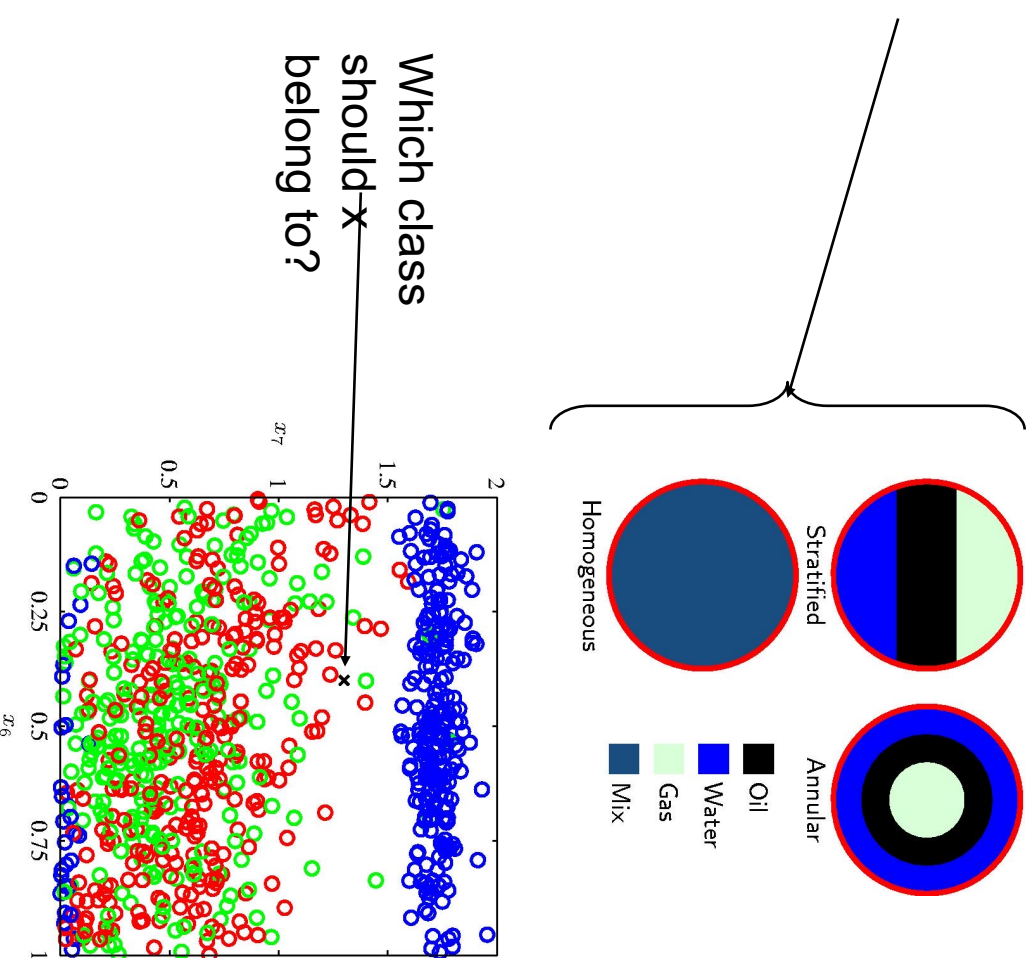 Stratified
Annular
Homogeneous
Oil
Water
Gas
Mix
Which class
should x
belong to?
2
1.5
1
0.5
0
x7
0
0.25
0.5
0.75
1
x6